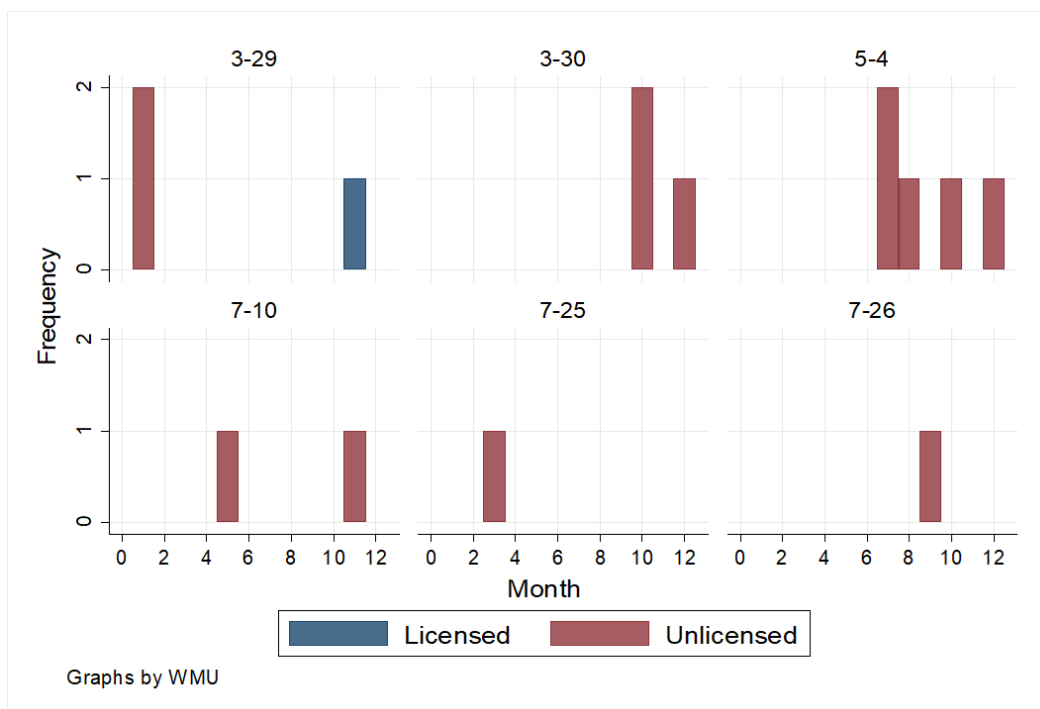 3-29 3-30 5-4
Frequency
2
1
0
7-10 7-25 7-26
2
1
0
0 2 4 6 8 10 12 0 2 4 6 8 10 12 0 2 4 6 8 10 12
Month
Licensed Unlicensed
Graphs by WMU